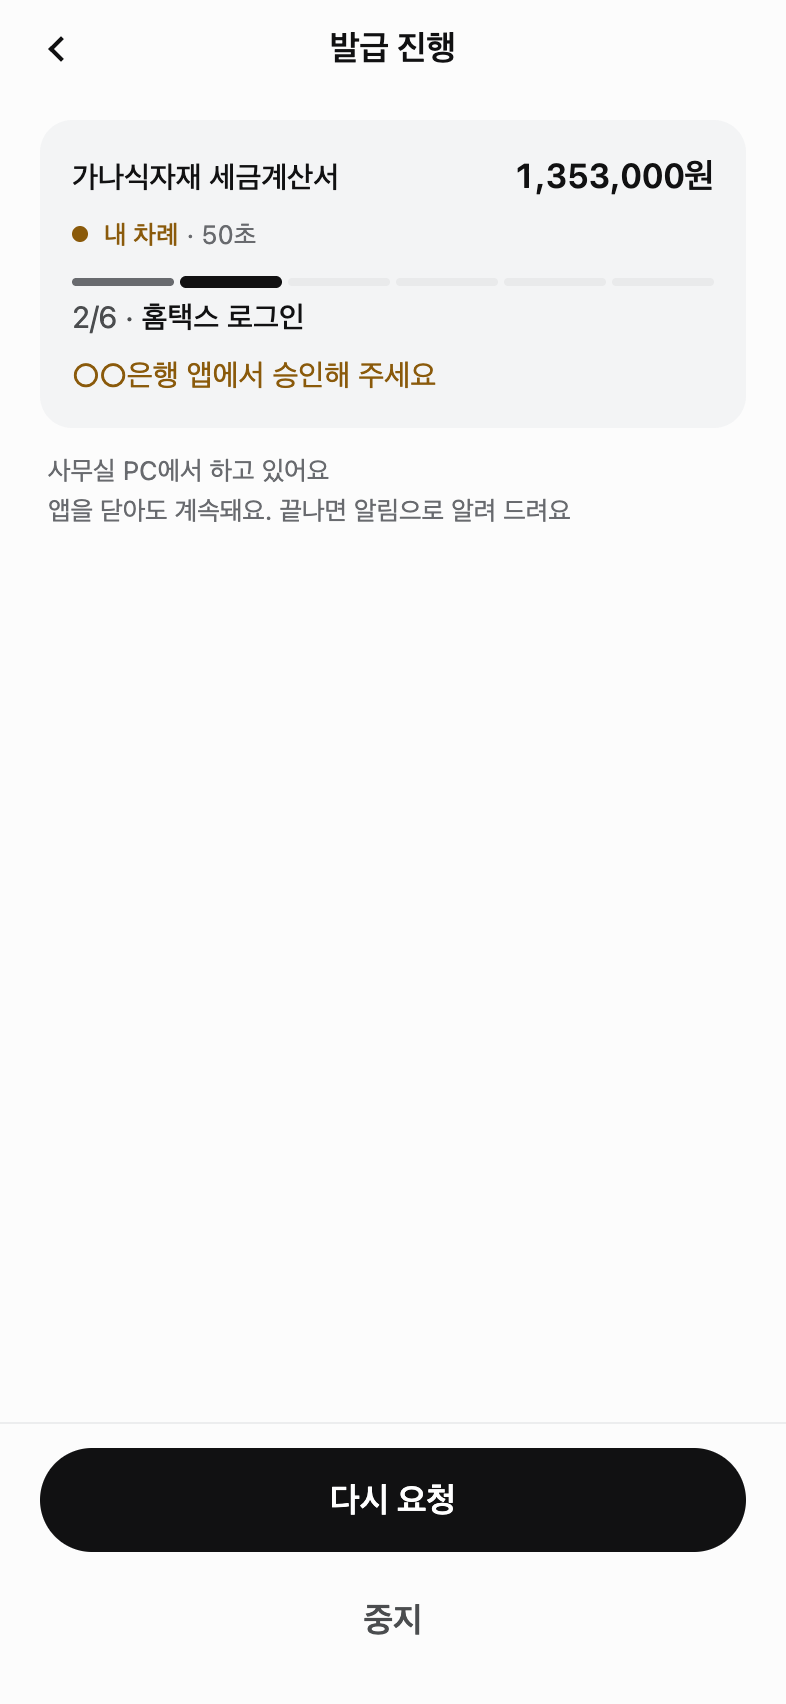 발급 진행
가나식자재 세금계산서
1,353,000원
내 차례 · 50초
2/6 · 홈택스 로그인
○○은행 앱에서 승인해 주세요
사무실 PC에서 하고 있어요
앱을 닫아도 계속돼요. 끝나면 알림으로 알려 드려요
다시 요청
중지